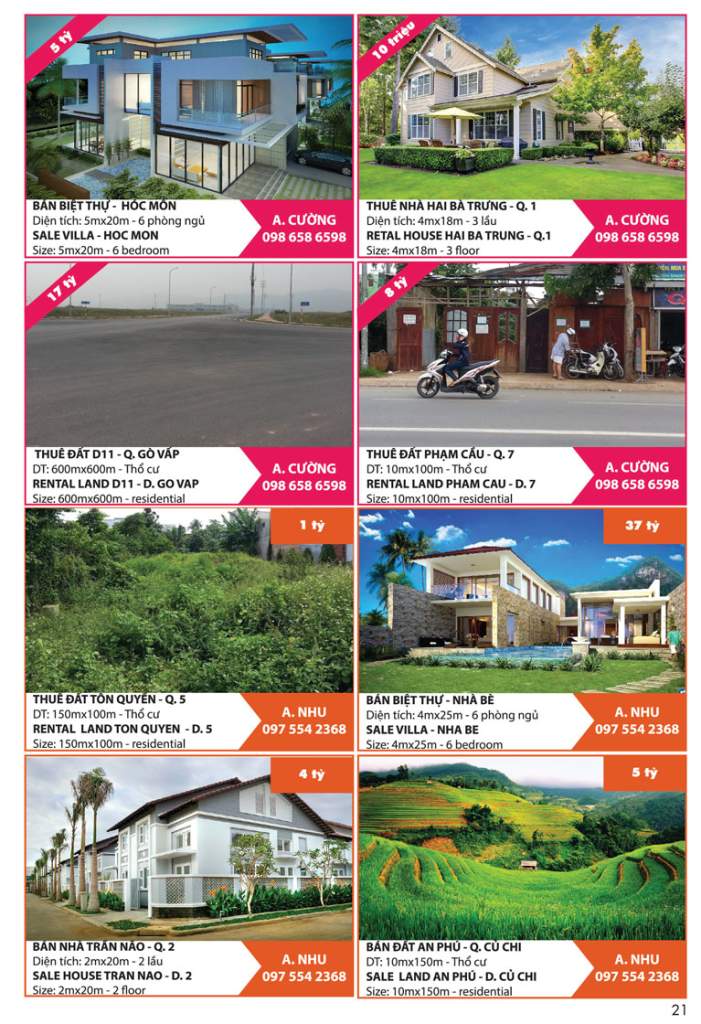 5 tỷ
BÁN BIỆT THỰ - HÓC MÔN
Diện tích: 5mx20m - 6 phòng ngủ
SALE VILLA - HOC MON
Size: 5mx20m - 6 bedroom
A. CƯỜNG
098 658 6598
10 triệu
THUÊ NHÀ HAI BÀ TRƯNG - Q. 1
Diện tích: 4mx18m - 3 lầu
RETAL HOUSE HAI BA TRUNG - Q.1
Size: 4mx18m - 3 floor
A. CƯỜNG
098 658 6598
17 tỷ
THUÊ ĐẤT D11 - Q. GÒ VẤP
DT: 600mx600m - Thổ cư
RENTAL LAND D11 - D. GO VAP
Size: 600mx600m - residential
A. CƯỜNG
098 658 6598
8 tỷ
THUÊ ĐẤT PHẠM CẦU - Q. 7
DT: 10mx100m - Thổ cư
RENTAL LAND PHAM CAU - D. 7
Size: 10mx100m - residential
A. CƯỜNG
098 658 6598
1 tỷ
THUÊ ĐẤT TÔN QUYỀN - Q. 5
DT: 150mx100m - Thổ cư
RENTAL LAND TON QUYEN - D. 5
Size: 150mx100m - residential
A. NHU
097 554 2368
37 tỷ
BÁN BIỆT THỰ - NHÀ BÈ
Diện tích: 4mx25m - 6 phòng ngủ
SALE VILLA - NHA BE
Size: 4mx25m - 6 bedroom
A. NHU
097 554 2368
4 tỷ
BÁN NHÀ TRẦN NÃO - Q. 2
Diện tích: 2mx20m - 2 lầu
SALE HOUSE TRAN NAO - D. 2
Size: 2mx20m - 2 floor
A. NHU
097 554 2368
5 tỷ
BÁN ĐẤT AN PHÚ - Q. CỦ CHI
DT: 10mx150m - Thổ cư
SALE LAND AN PHÚ - D. CỦ CHI
Size: 10mx150m - residential
A. NHU
097 554 2368
21